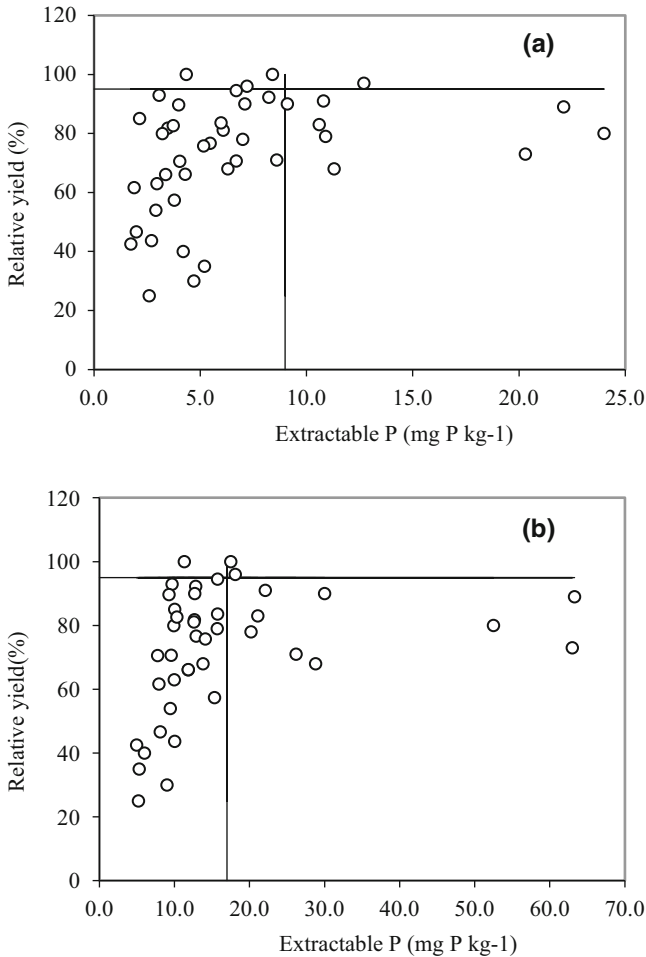 (a)
Relative yield (%)
120
100
80
60
40
20
0
0.0 5.0 10.0 15.0 20.0 25.0
Extractable P (mg P kg-1)
(b)
Relative yield(%)
120
100
80
60
40
20
0
0.0 10.0 20.0 30.0 40.0 50.0 60.0 70.0
Extractable P (mg P kg-1)